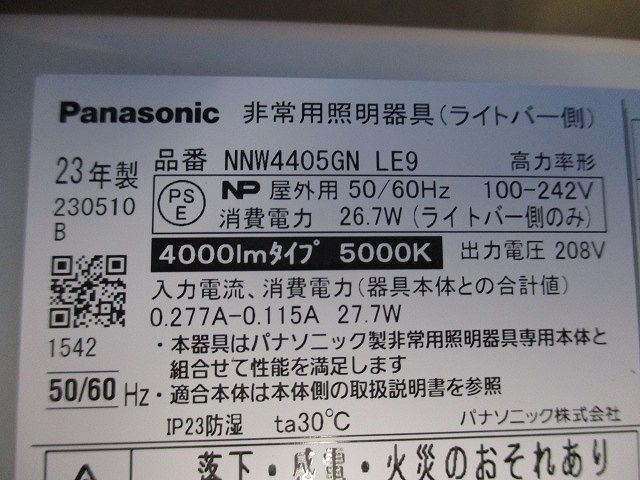 Panasonic 非常用照明器具(ライトバー側)
23年製 品番 NNW4405GN LE9 高力率形
230510
B
PS
E
NP 屋外用 50/60Hz 100-242V
消費電力 26.7W (ライトバー側のみ)
4000lmタイプ 5000K 出力電圧 208V
入力電流、消費電力(器具本体との合計値)
0.277A-0.115A 27.7W
1542
・本器具はパナソニック製非常用照明器具専用本体と
組合せて性能を満足します
50/60 Hz ・適合本体は本体側の取扱説明書を参照
IP23防湿 ta30℃ パナソニック株式会社
落下・感電・火災のおそれあり